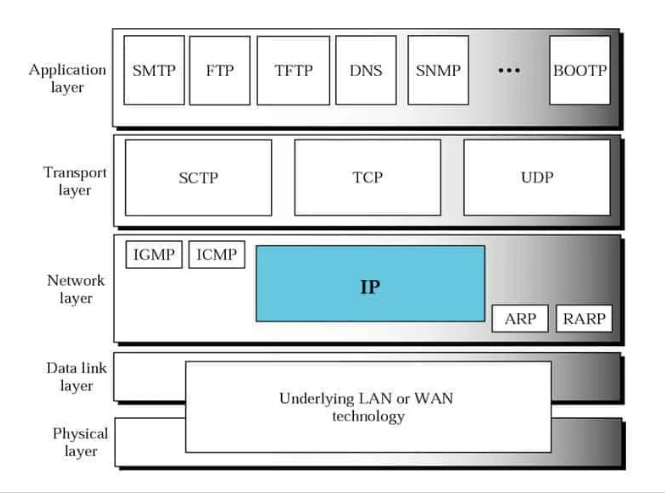 Application
layer
SMTP FTP TFTP DNS SNMP ... BOOTP
Transport
layer
SCTP TCP UDP
IGMP ICMP
Network
layer
IP
ARP RARP
Data link
layer
Underlying LAN or WAN
technology
Physical
layer